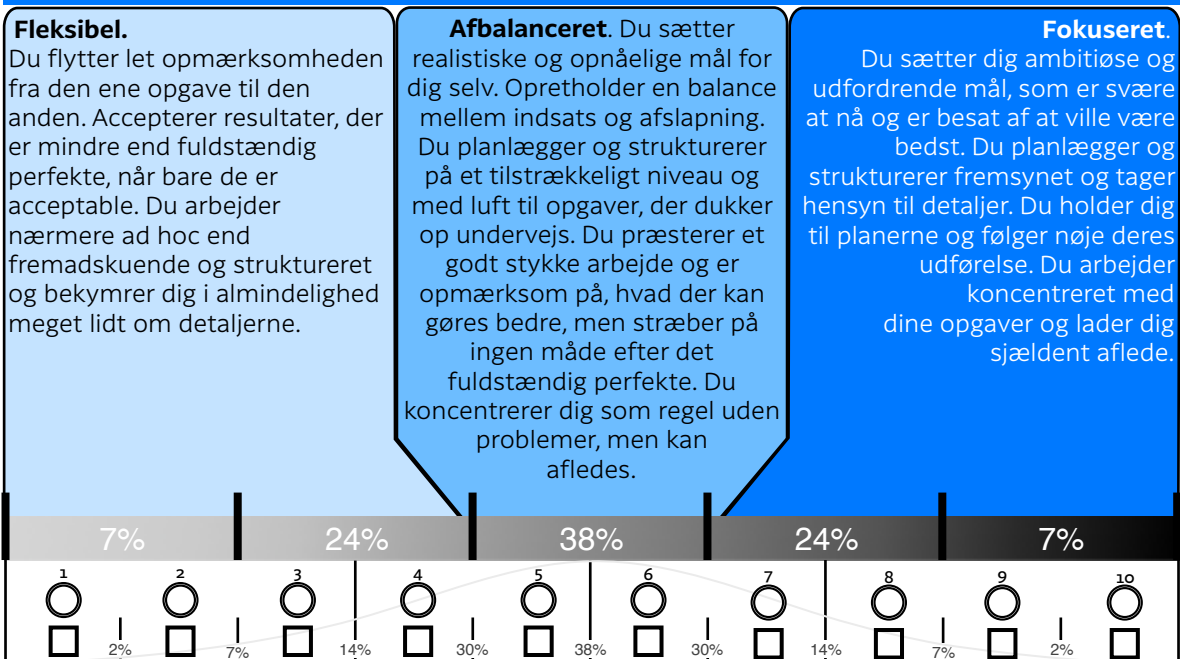 Fleksibel.
Du flytter let opmærksomheden
fra den ene opgave til den
anden. Accepterer resultater, der
er mindre end fuldstændig
perfekte, når bare de er
acceptable. Du arbejder
nærmere ad hoc end
fremadskuende og struktureret
og bekymrer dig i almindelighed
meget lidt om detaljerne.
Afbalanceret. Du sætter
realistiske og opnåelige mål for
dig selv. Opretholder en balance
mellem indsats og afslapning.
Du planlægger og strukturerer
på et tilstrækkeligt niveau og
med luft til opgaver, der dukker
op undervejs. Du præsterer et
godt stykke arbejde og er
opmærksom på, hvad der kan
gøres bedre, men stræber på
ingen måde efter det
fuldstændig perfekte. Du
koncentrerer dig som regel uden
problemer, men kan
afledes.
Fokuseret.
Du sætter dig ambitiøse og
udfordrende mål, som er svære
at nå og er besat af at ville være
bedst. Du planlægger og
strukturerer fremsynet og tager
hensyn til detaljer. Du holder dig
til planerne og følger nøje deres
udførelse. Du arbejder
koncentreret med
dine opgaver og lader dig
sjældent aflede.
7% 24% 38% 24% 7%
1 2 3 4 5 6 7 8 9 10
2% 7% 14% 30% 38% 30% 14% 7% 2%